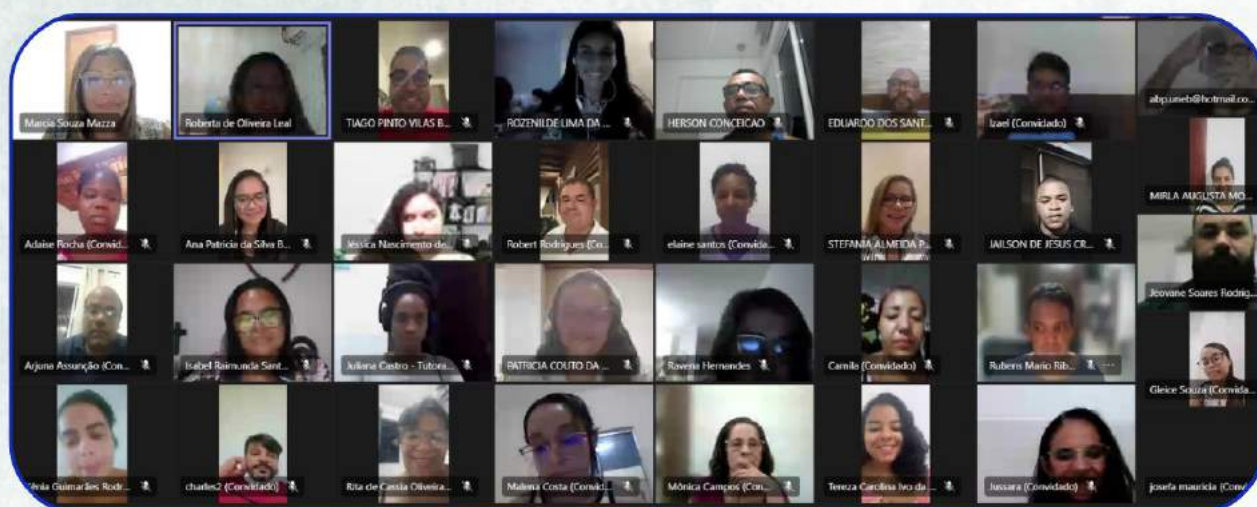 Marcia Souza Mazza
Roberta de Oliveira Leal
TIAGO PINTO VILAS B...
ROZENILDE LIMA DA ...
HERSON CONCEICAO
EDUARDO DOS SANT...
Izael (Convidado)
abp.uneb@hotmail.co...
Adaise Rocha (Convid...
Ana Patricia da Silva B...
Jéssica Nascimento de...
Robert Rodrigues (Co...
elaine santos (Convida...
STEFANIA ALMEIDA P...
JAILSON DE JESUS CR...
MIRLA AUGUSTA MO...
Jeovane Soares Rodrig...
Arjuna Assunção (Con...
Isabel Raimunda Sant...
Juliana Castro - Tutora...
PATRICIA COUTO DA ...
Ravena Hernandes
Camila (Convidado)
Rubens Mario Rib...
Gleice Souza (Convida...
Guimarães Rodr...
charles2 (Convidado)
Rita de Cassia Oliveira...
Malena Costa (Convid...
Mônica Campos (Con...
Tereza Carolina Ivo da ...
Jussara (Convidado)
josefa mauricia (Conv